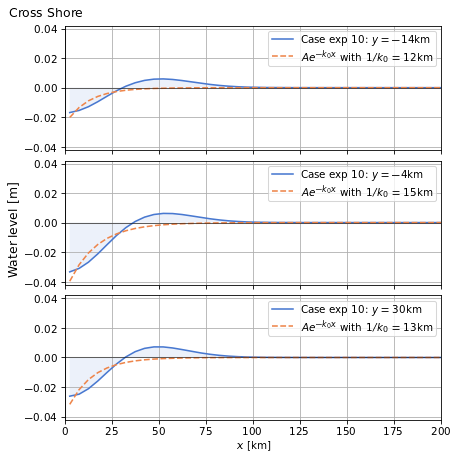 Cross Shore
0.04
0.02
0.00
−0.02
−0.04
Case exp 10: y = −14km
Ae^{−k₀x} with 1/k₀ = 12km
Water level [m]
0.04
0.02
0.00
−0.02
−0.04
Case exp 10: y = −4km
Ae^{−k₀x} with 1/k₀ = 15km
0.04
0.02
0.00
−0.02
−0.04
Case exp 10: y = 30km
Ae^{−k₀x} with 1/k₀ = 13km
0 25 50 75 100 125 150 175 200
x [km]